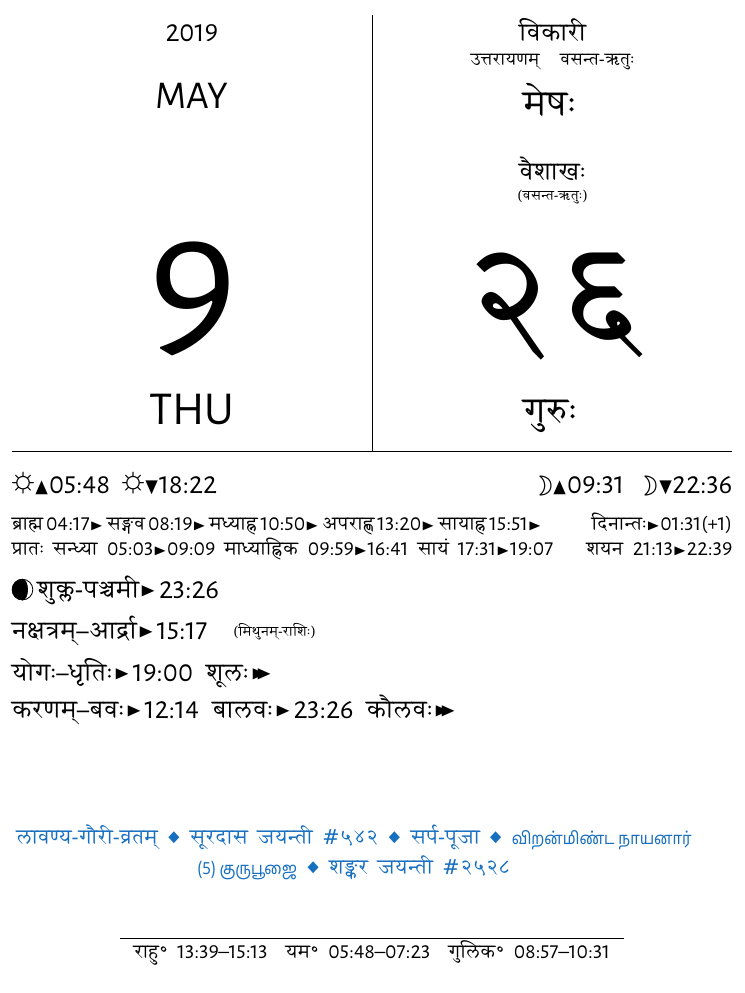 2019
MAY
9
THU
विकारी
उत्तरायणम् वसन्त-ऋतुः
मेषः
वैशाखः
(वसन्त-ऋतुः)
२६
गुरुः
☼▲05:48 ☼▼18:22 ☽▲09:31 ☽▼22:36
ब्राह्म 04:17► सङ्गव 08:19► मध्याह्न 10:50► अपराह्ण 13:20► सायाह्न 15:51► दिनान्तः►01:31(+1)
प्रातः सन्ध्या 05:03►09:09 माध्याह्निक 09:59►16:41 सायं 17:31►19:07 शयन 21:13►22:39
शुक्ल-पञ्चमी► 23:26
नक्षत्रम्–आर्द्रा►15:17 (मिथुनम्-राशिः)
योगः–धृतिः►19:00 शूलः►►
करणम्–बवः►12:14 बालवः►23:26 कौलवः►►
लावण्य-गौरी-व्रतम् ◆ सूरदास जयन्ती #५४२ ◆ सर्प-पूजा ◆ விறன்மிண்ட நாயனார்
(5) குருபூஜை ◆ शङ्कर जयन्ती #२५२८
राहु॰ 13:39–15:13 यम॰ 05:48–07:23 गुलिक॰ 08:57–10:31